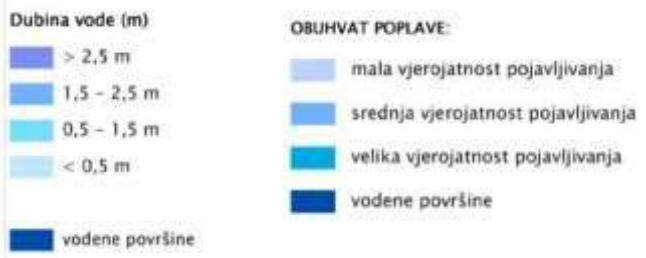 Dubina vode (m)
> 2,5 m
1,5 - 2,5 m
0,5 - 1,5 m
< 0,5 m
vodene površine
OBUHVAT POPLAVE:
mala vjerojatnost pojavljivanja
srednja vjerojatnost pojavljivanja
velika vjerojatnost pojavljivanja
vodene površine